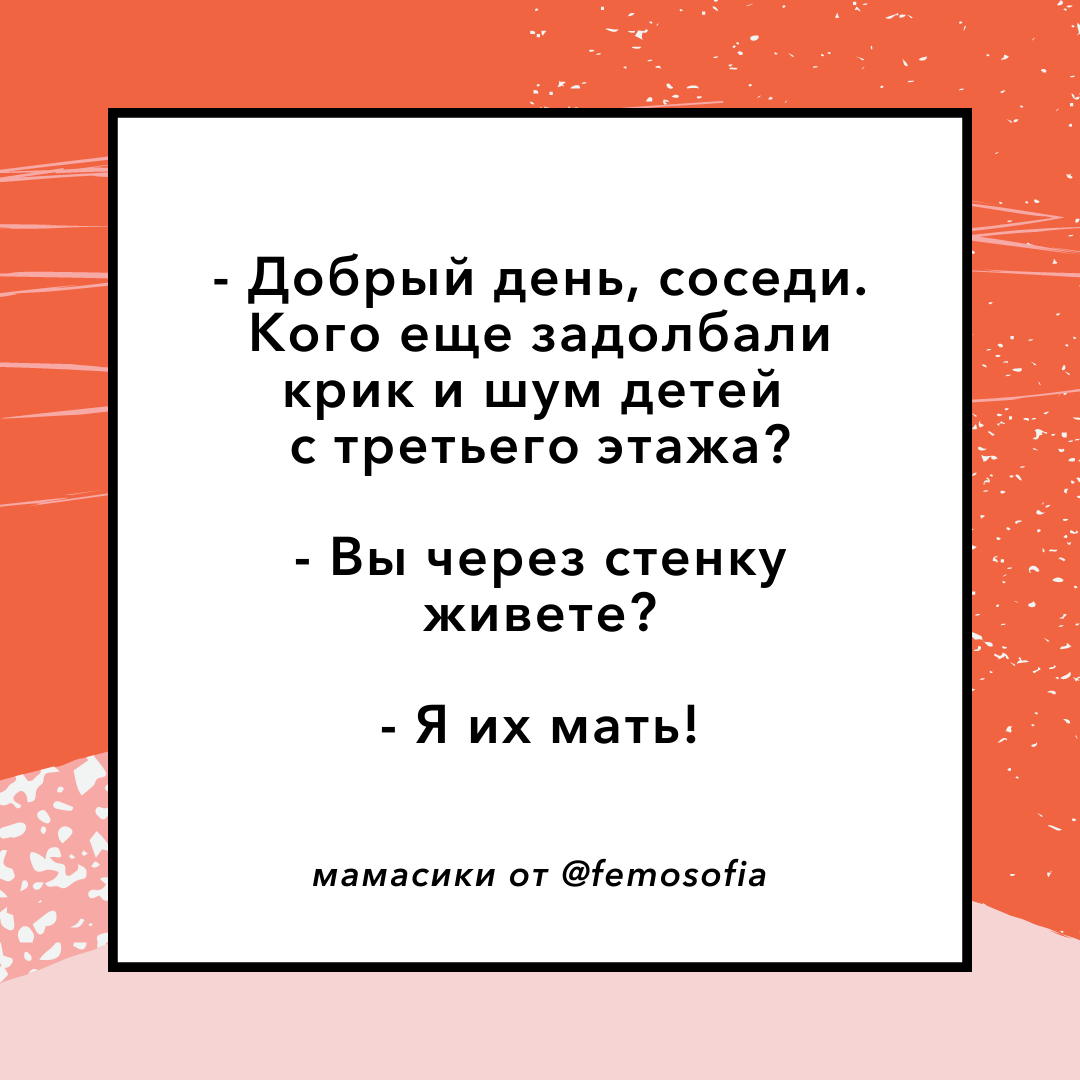 - Добрый день, соседи.
Кого еще задолбали
крик и шум детей
с третьего этажа?
- Вы через стенку
живете?
- Я их мать!
мамасики от @femosofia